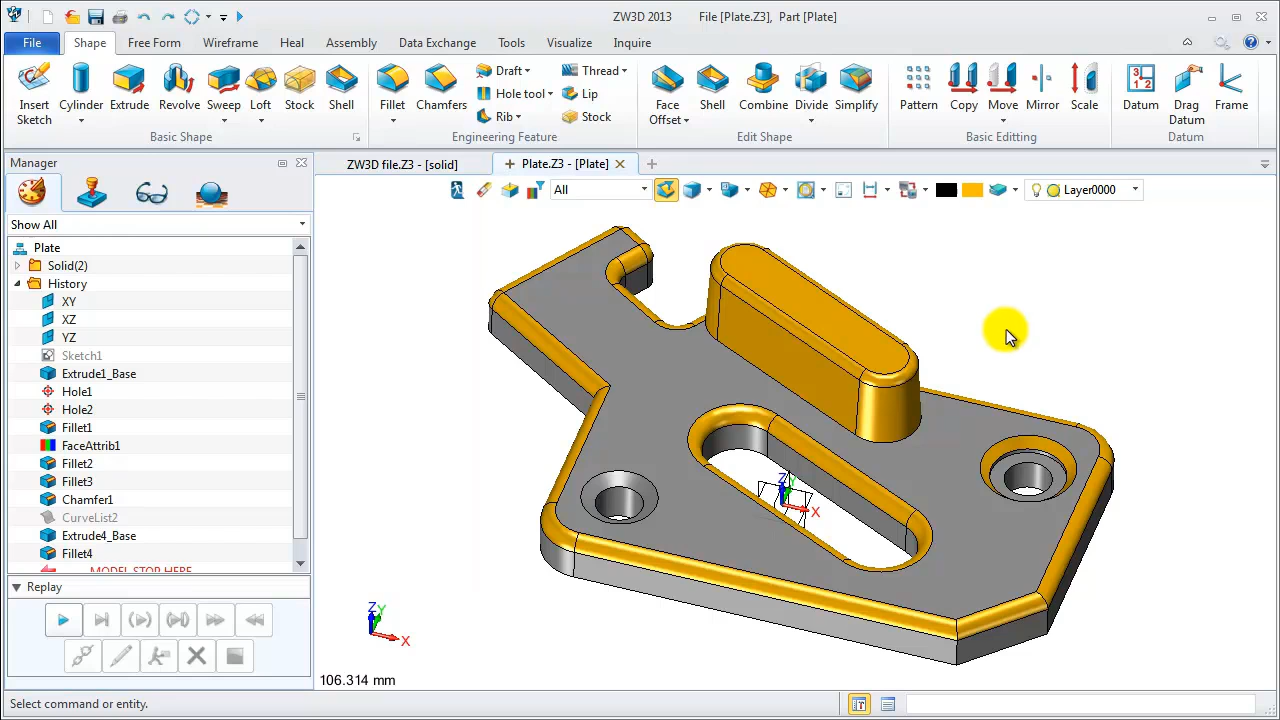 ZW3D 2013 File [Plate.Z3], Part [Plate]
File Shape Free Form Wireframe Heal Assembly Data Exchange Tools Visualize Inquire
Insert Sketch Cylinder Extrude Revolve Sweep Loft Stock Shell
Basic Shape
Fillet Chamfers Draft Hole tool Rib Thread Lip Stock
Engineering Feature
Face Offset Shell Combine Divide Simplify
Edit Shape
Pattern Copy Move Mirror Scale
Basic Editing
Datum Drag Datum Frame
Datum
Manager
ZW3D file.Z3 - [solid] Plate.Z3 - [Plate]
All Layer0000
Show All
Plate
Solid(2)
History
XY
XZ
YZ
Sketch1
Extrude1_Base
Hole1
Hole2
Fillet1
FaceAttrib1
Fillet2
Fillet3
Chamfer1
CurveList2
Extrude4_Base
Fillet4
MODEL STOP HERE
Replay
Z Y X
Z Y X
106.314 mm
Select command or entity.